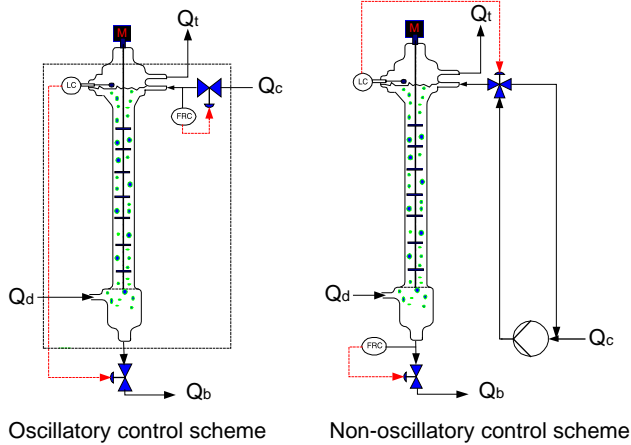 M
Qt
LC
Qc
FRC
Qd
Qb
Oscillatory control scheme
M
Qt
LC
Qd
FRC
Qc
Qb
Non-oscillatory control scheme